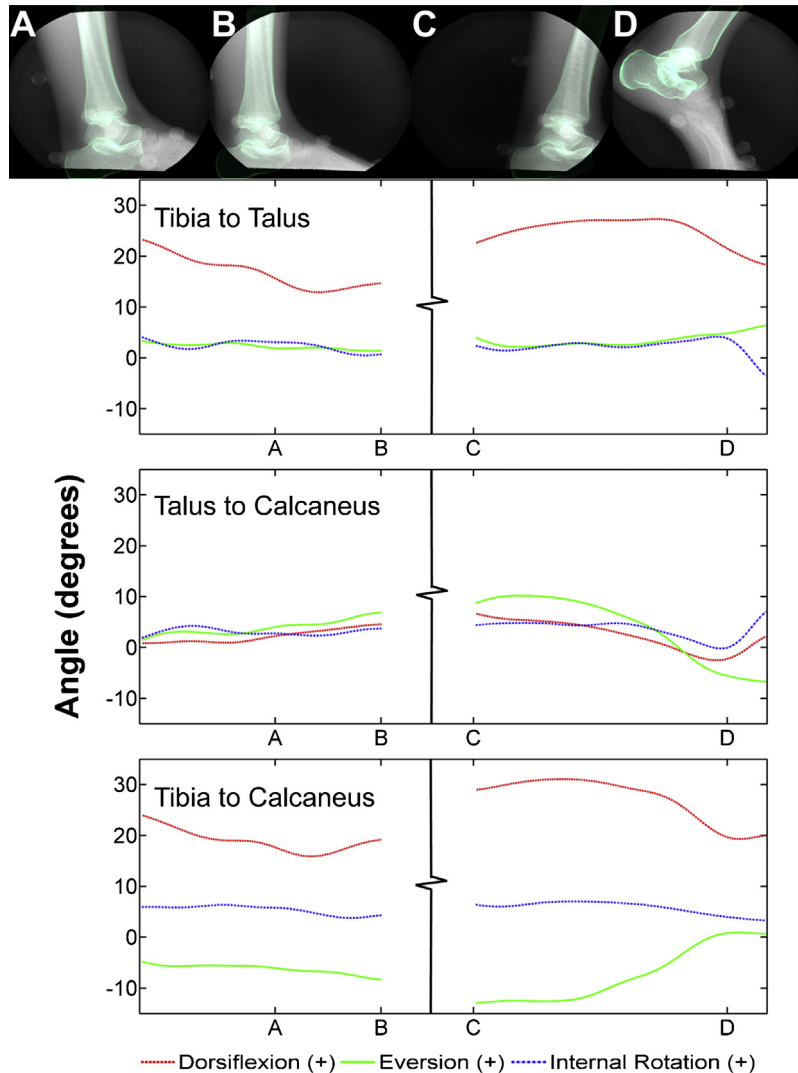 A B C D
30
Tibia to Talus
20
10
0
-10
A B C D
30
Talus to Calcaneus
20
10
0
-10
A B C D
30
Tibia to Calcaneus
20
10
0
-10
A B C D
Angle (degrees)
Dorsiflexion (+) Eversion (+) Internal Rotation (+)